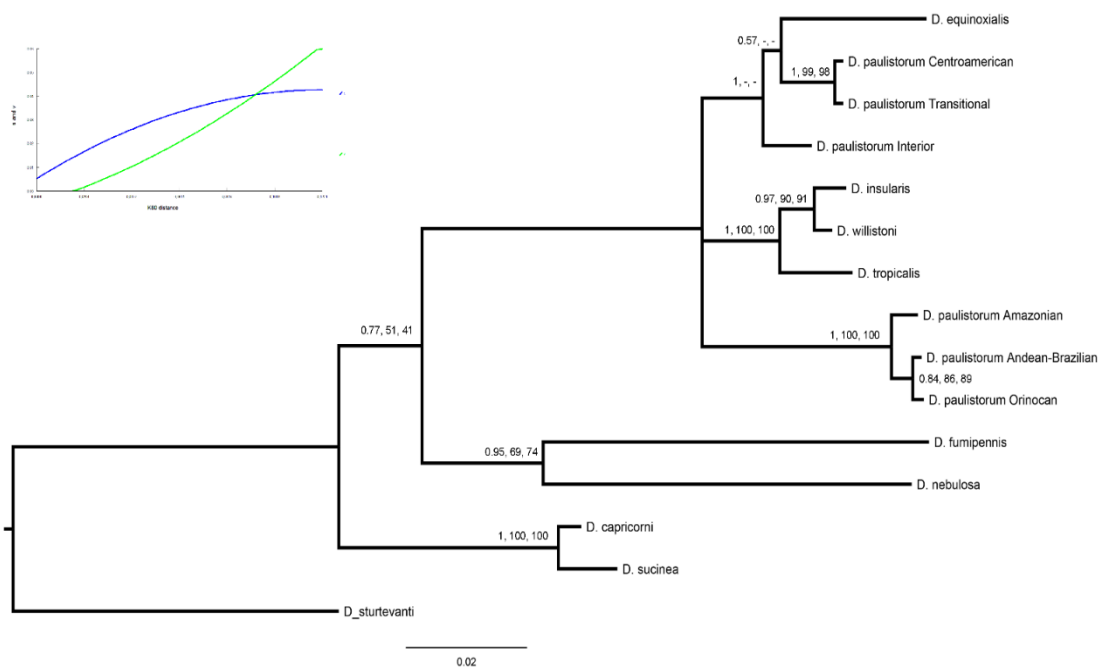 D. equinoxialis
0.57, -, -
1, 99, 98
D. paulistorum Centroamerican
1, -, -
D. paulistorum Transitional
D. paulistorum Interior
D. insularis
0.97, 90, 91
D. willistoni
1, 100, 100
D. tropicalis
D. paulistorum Amazonian
0.77, 51, 41
1, 100, 100
D. paulistorum Andean-Brazilian
0.84, 86, 89
D. paulistorum Orinocan
D. fumipennis
0.95, 69, 74
D. nebulosa
D. capricorni
1, 100, 100
D. sucinea
D_sturtevanti
0.02
distance